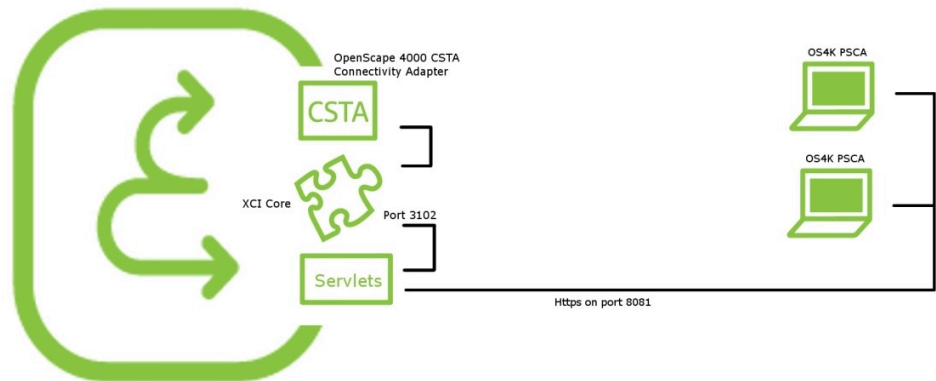 OpenScape 4000 CSTA
Connectivity Adapter
CSTA
XCI Core
Port 3102
Servlets
Https on port 8081
OS4K PSCA
OS4K PSCA